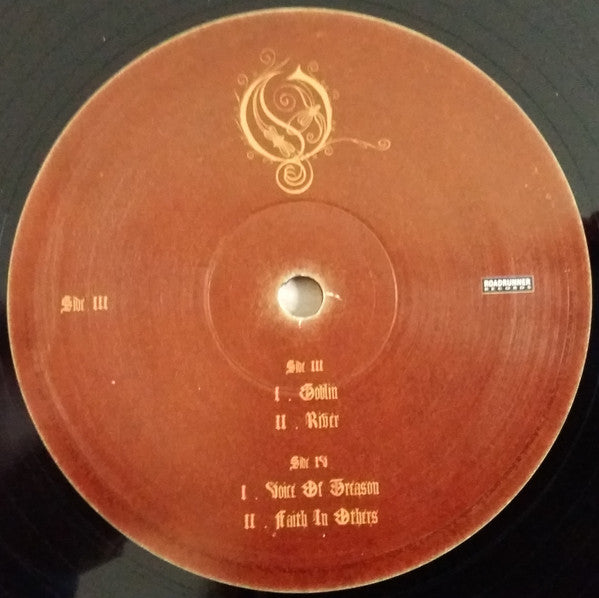 Side III
ROADRUNNER
RECORDS
Side III
I . Goblin
II . River
Side IV
I . Voice Of Treason
II . Faith In Others